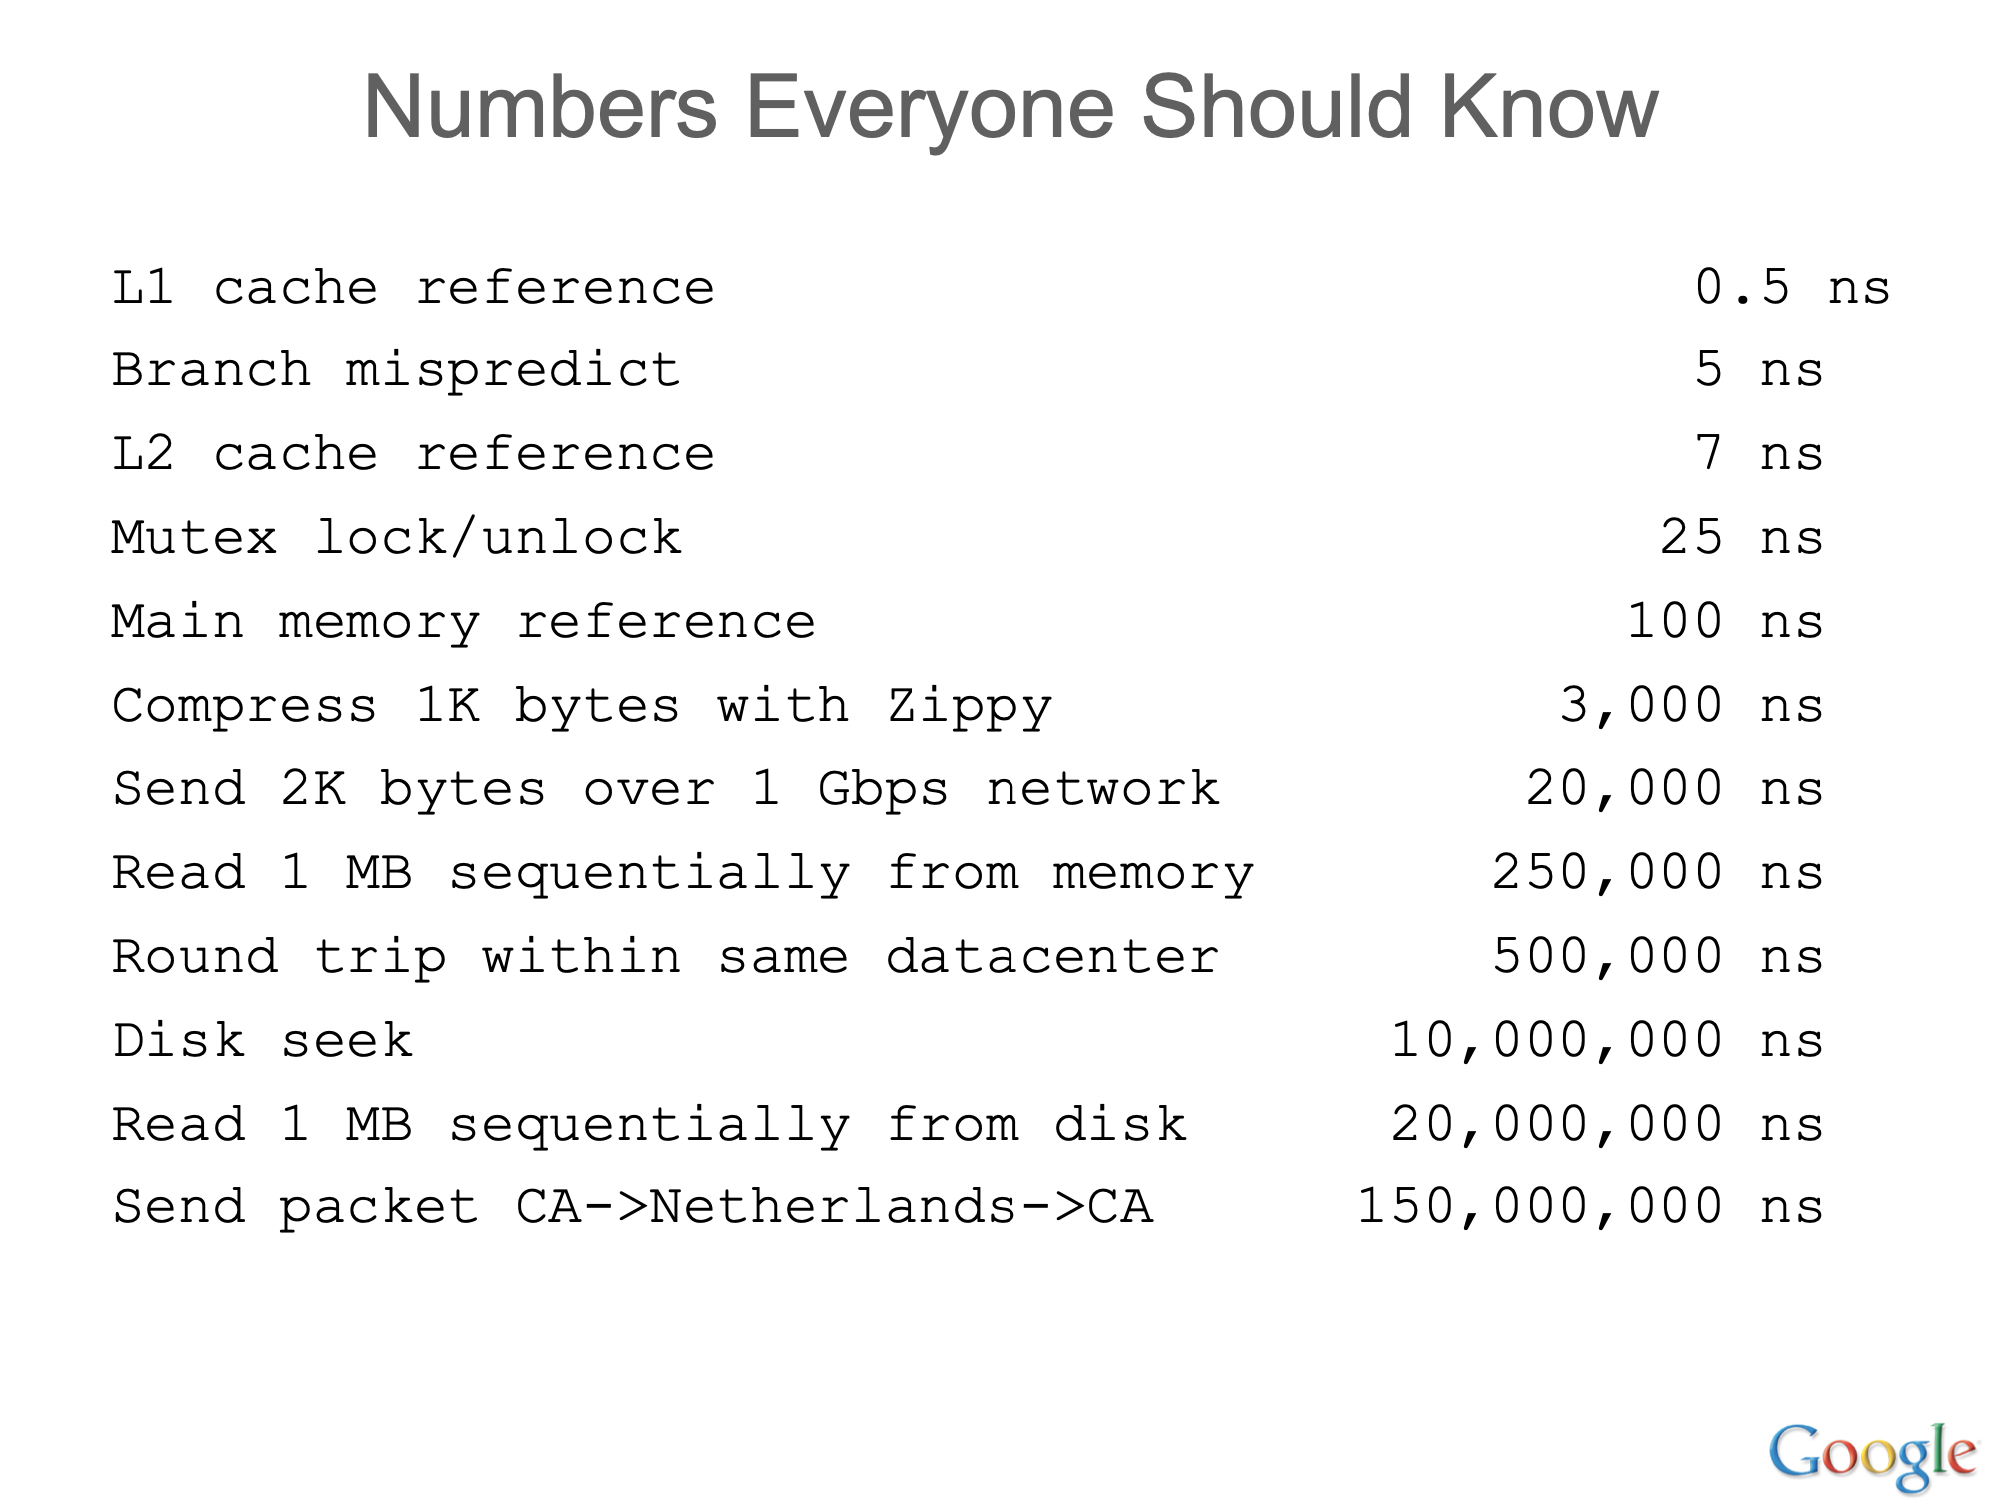 Numbers Everyone Should Know
L1 cache reference 0.5 ns
Branch mispredict 5 ns
L2 cache reference 7 ns
Mutex lock/unlock 25 ns
Main memory reference 100 ns
Compress 1K bytes with Zippy 3,000 ns
Send 2K bytes over 1 Gbps network 20,000 ns
Read 1 MB sequentially from memory 250,000 ns
Round trip within same datacenter 500,000 ns
Disk seek 10,000,000 ns
Read 1 MB sequentially from disk 20,000,000 ns
Send packet CA->Netherlands->CA 150,000,000 ns
Google